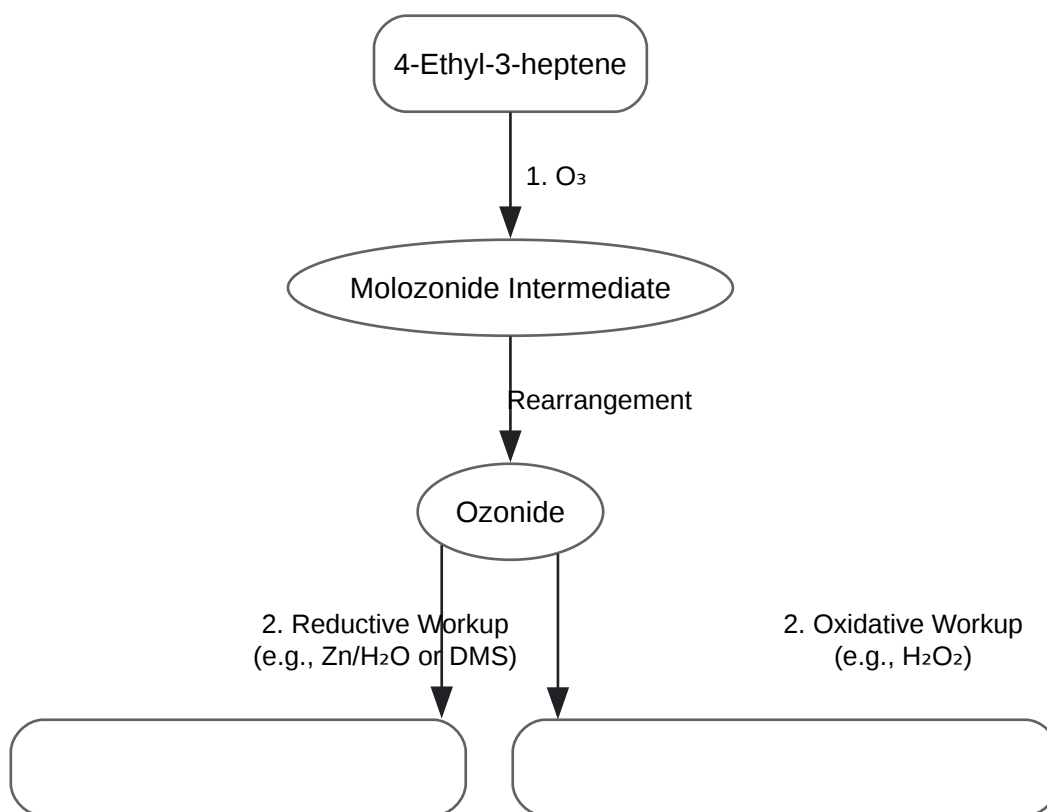 4-Ethyl-3-heptene
1. O₃
Molozonide Intermediate
Rearrangement
Ozonide
2. Reductive Workup
(e.g., Zn/H₂O or DMS)
2. Oxidative Workup
(e.g., H₂O₂)